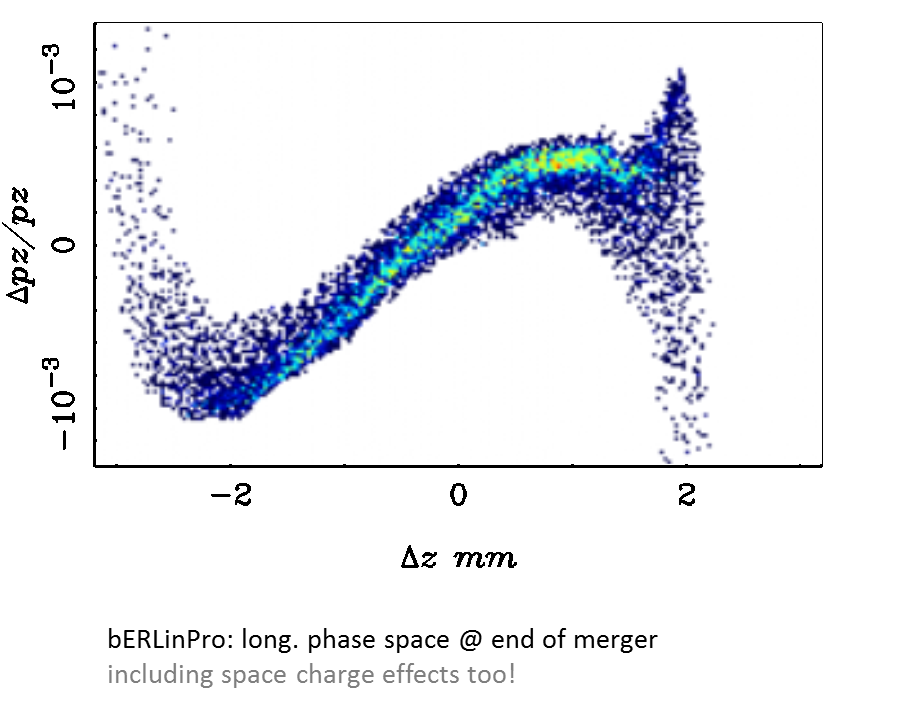 10⁻³
0
−10⁻³
Δpz/pz
−2 0 2
Δz mm
bERLinPro: long. phase space @ end of merger
including space charge effects too!